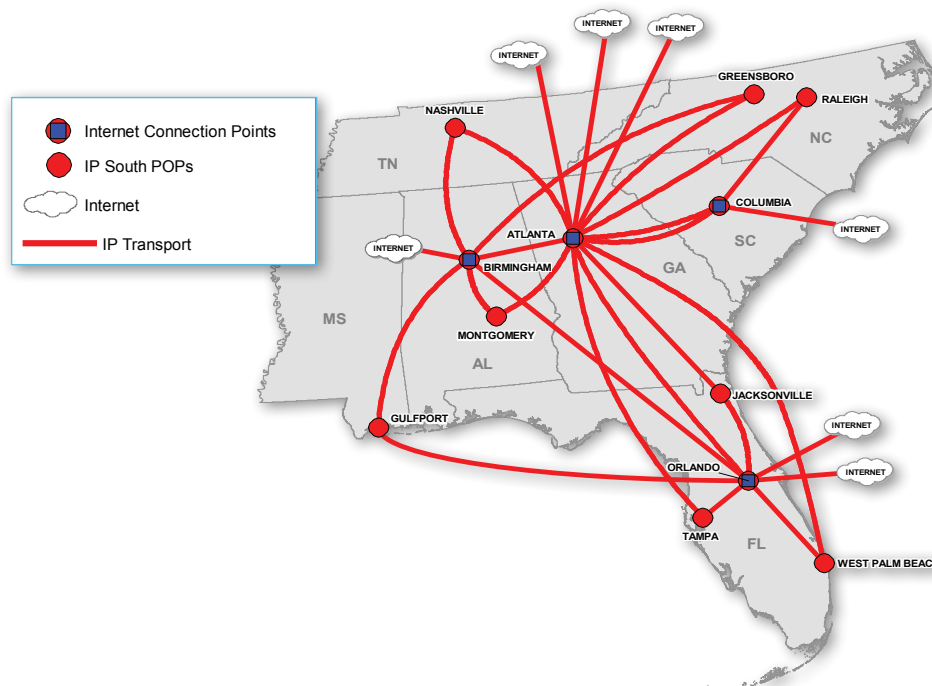 INTERNET
INTERNET
INTERNET
GREENSBORO
RALEIGH
NASHVILLE
Internet Connection Points
IP South POPs
Internet
IP Transport
TN
NC
COLUMBIA
INTERNET
SC
ATLANTA
INTERNET
BIRMINGHAM
GA
MS
MONTGOMERY
AL
JACKSONVILLE
GULFPORT
INTERNET
ORLANDO
INTERNET
TAMPA
FL
WEST PALM BEAC